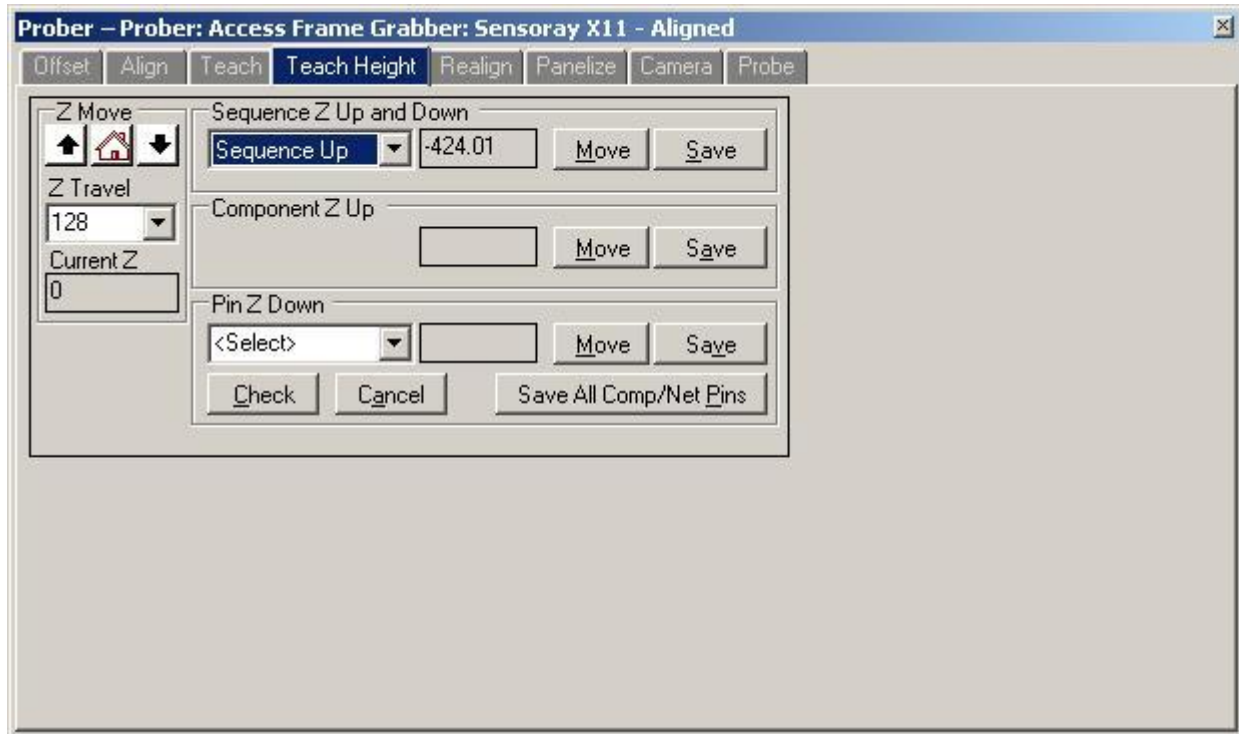 Prober – Prober: Access Frame Grabber: Sensoray X11 - Aligned
Offset Align Teach Teach Height Realign Panelize Camera Probe
Z Move
Z Travel
128
Current Z
0
Sequence Z Up and Down
Sequence Up -424.01 Move Save
Component Z Up
Move Save
Pin Z Down
<Select> Move Save
Check Cancel Save All Comp/Net Pins